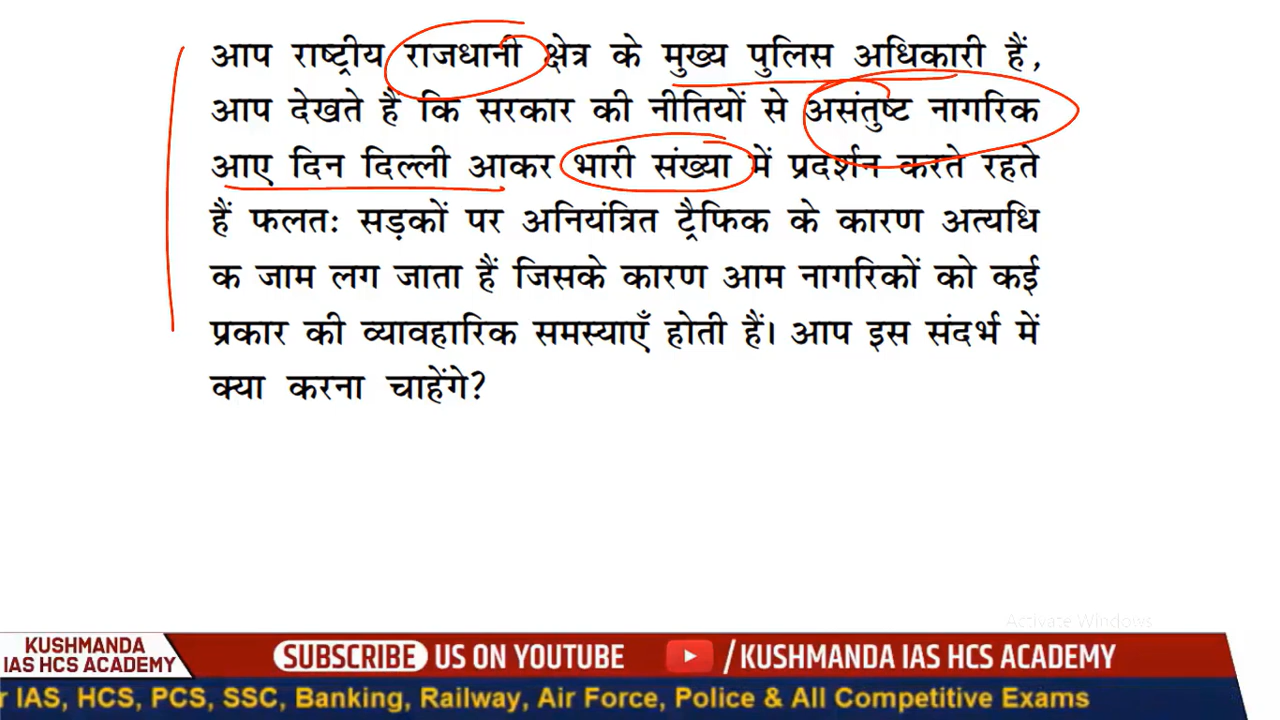 आप राष्ट्रीय राजधानी क्षेत्र के मुख्य पुलिस अधिकारी हैं,
आप देखते हैं कि सरकार की नीतियों से असंतुष्ट नागरिक
आए दिन दिल्ली आकर भारी संख्या में प्रदर्शन करते रहते
हैं फलतः सड़कों पर अनियंत्रित ट्रैफिक के कारण अत्यधि
क जाम लग जाता हैं जिसके कारण आम नागरिकों को कई
प्रकार की व्यावहारिक समस्याएँ होती हैं। आप इस संदर्भ में
क्या करना चाहेंगे?
Activate Windows
KUSHMANDA
IAS HCS ACADEMY
SUBSCRIBE US ON YOUTUBE /KUSHMANDA IAS HCS ACADEMY
r IAS, HCS, PCS, SSC, Banking, Railway, Air Force, Police & All Competitive Exams